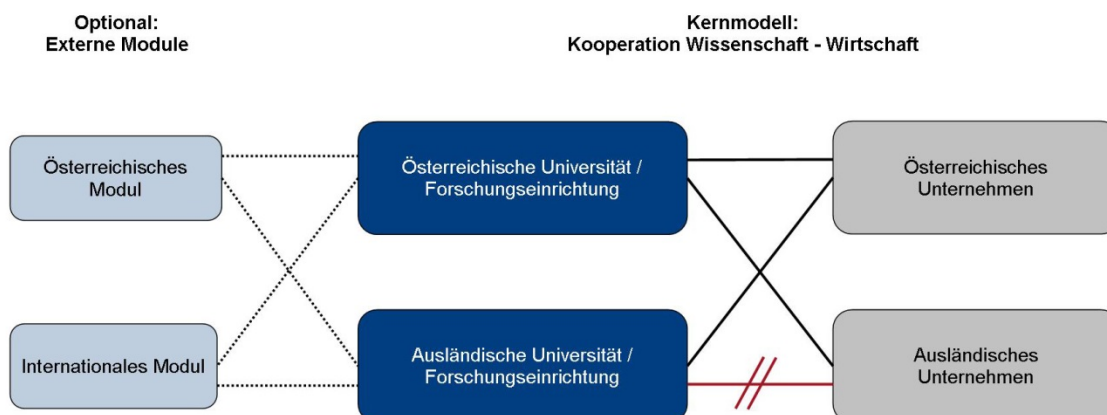 Optional:
Externe Module
Kernmodell:
Kooperation Wissenschaft - Wirtschaft
Österreichisches
Modul
Österreichische Universität /
Forschungseinrichtung
Österreichisches
Unternehmen
Internationales Modul
Ausländische Universität /
Forschungseinrichtung
Ausländisches
Unternehmen